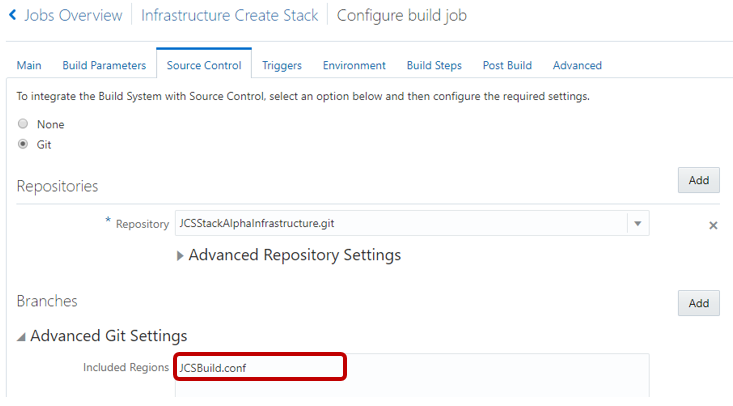 Jobs Overview Infrastructure Create Stack Configure build job
Main Build Parameters Source Control Triggers Environment Build Steps Post Build Advanced
To integrate the Build System with Source Control, select an option below and then configure the required settings.
None
Git
Repositories Add
* Repository JCSStackAlphaInfrastructure.git
Advanced Repository Settings
Branches Add
Advanced Git Settings
Included Regions JCSBuild.conf